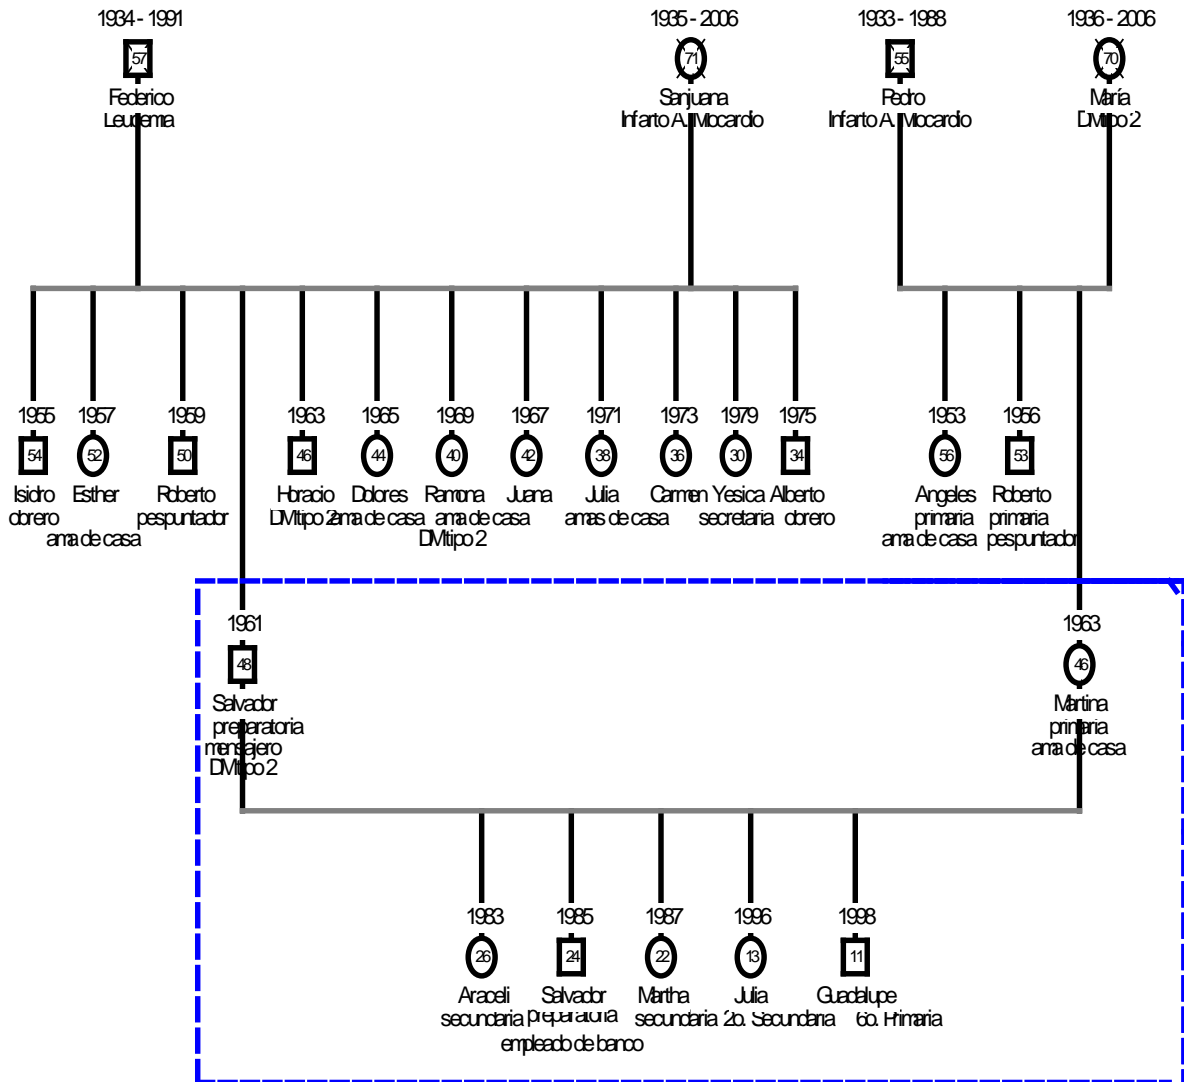 1934 - 1991
1935 - 2006
1933 - 1988
1936 - 2006
57
71
55
70
Federico
Leucemia
Sanjuana
Infarto A. Miocardio
Pedro
Infarto A. Miocardio
María
DM tipo 2
1955
1957
1959
1963
1965
1969
1967
1971
1973
1979
1975
1953
1956
54
52
50
46
44
40
42
38
36
30
34
56
53
Isidro
obrero
Esther
ama de casa
Roberto
pespuntador
Horacio
DM tipo 2
Dolores
ama de casa
Ramona
ama de casa
DM tipo 2
Juana
Julia
amas de casa
Carmen
Yesica
secretaria
Alberto
obrero
Angeles
primaria
ama de casa
Roberto
primaria
pespuntador
1961
1963
48
46
Salvador
preparatoria
mensajero
DM tipo 2
Martina
primaria
ama de casa
1983
1985
1987
1996
1998
26
24
22
13
11
Araceli
secundaria
Salvador
preparatoria
empleado de banco
Martha
secundaria
Julia
2o. Secundaria
Guadalupe
6o. Primaria